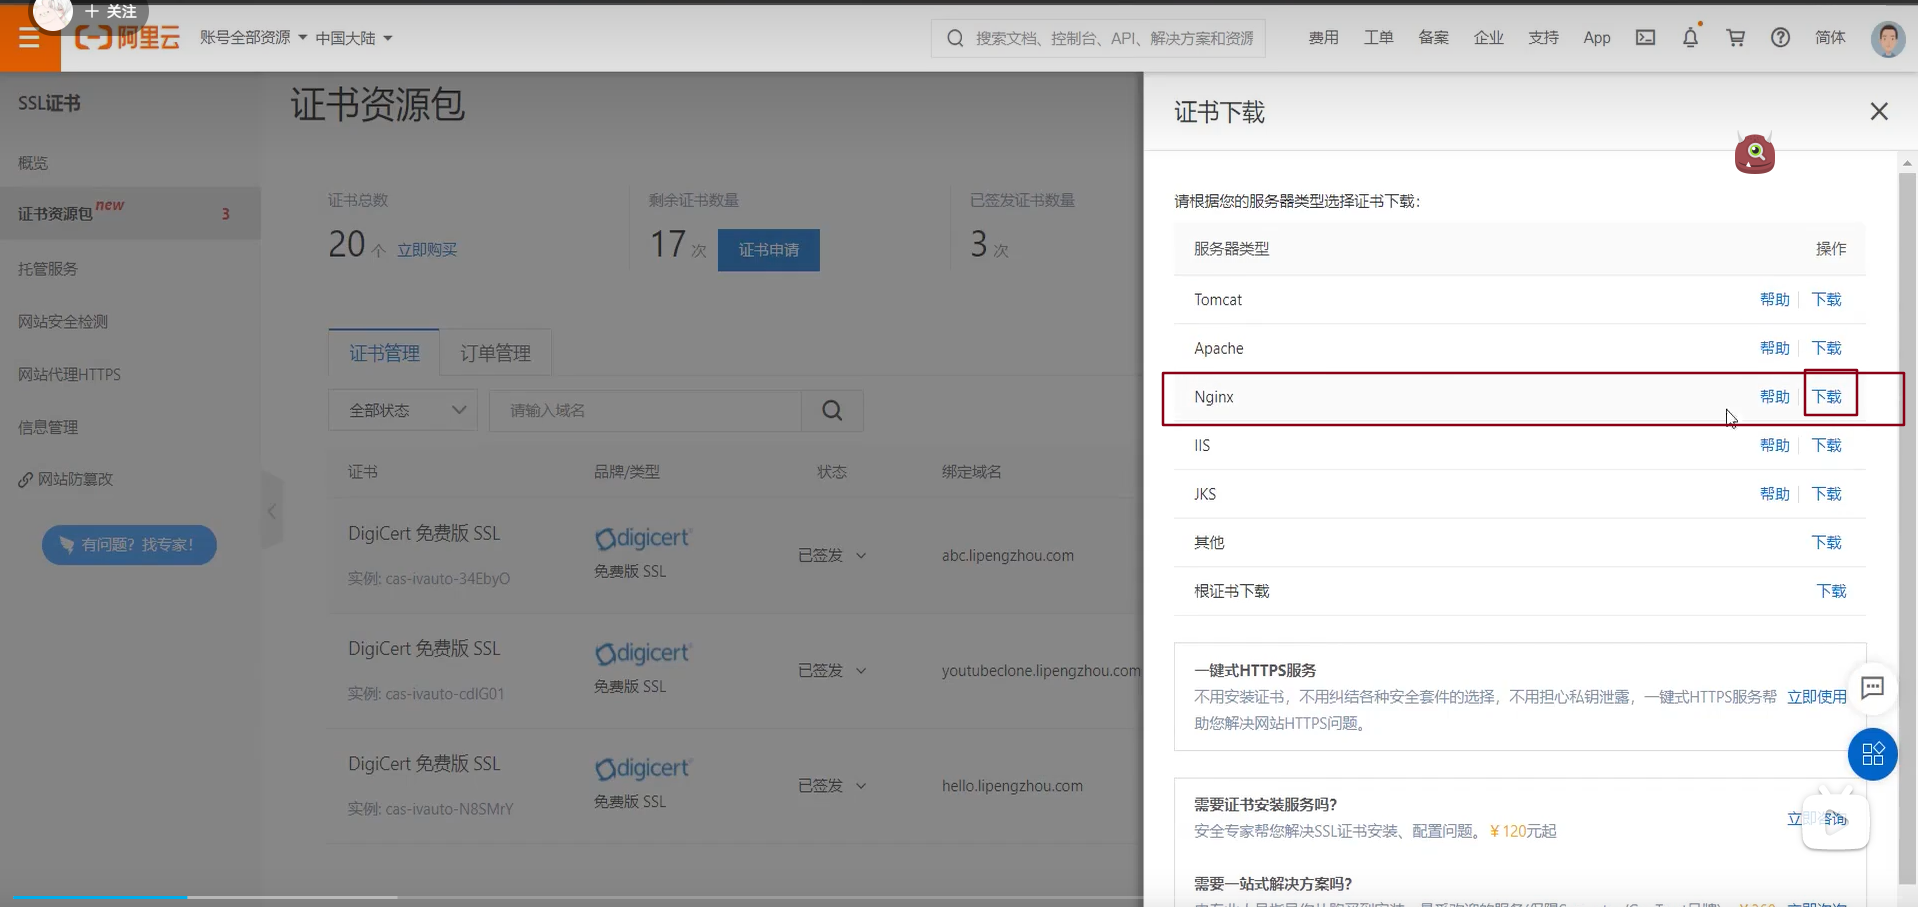 + 关注
阿里云
账号全部资源
中国大陆
搜索文档、控制台、API、解决方案和资源
费用
工单
备案
企业
支持
App
简体
SSL证书
概览
证书资源包 new 3
托管服务
网站安全检测
网站代理HTTPS
信息管理
网站防篡改
有问题？找专家！
证书资源包
证书总数
20 个 立即购买
剩余证书数量
17 次 证书申请
已签发证书数量
3 次
证书管理
订单管理
全部状态
请输入域名
证书 品牌/类型 状态 绑定域名
DigiCert 免费版 SSL
实例: cas-ivauto-34EbyO
digicert
免费版 SSL
已签发
abc.lipengzhou.com
DigiCert 免费版 SSL
实例: cas-ivauto-cdIG01
digicert
免费版 SSL
已签发
youtubeclone.lipengzhou.com
DigiCert 免费版 SSL
实例: cas-ivauto-N8SMrY
digicert
免费版 SSL
已签发
hello.lipengzhou.com
证书下载
请根据您的服务器类型选择证书下载：
服务器类型 操作
Tomcat 帮助 下载
Apache 帮助 下载
Nginx 帮助 下载
IIS 帮助 下载
JKS 帮助 下载
其他 下载
根证书下载 下载
一键式HTTPS服务
不用安装证书，不用纠结各种安全套件的选择，不用担心私钥泄露，一键式HTTPS服务帮
助您解决网站HTTPS问题。
立即使用
需要证书安装服务吗?
安全专家帮您解决SSL证书安装、配置问题。 ¥ 120元起
立即咨询
需要一站式解决方案吗?